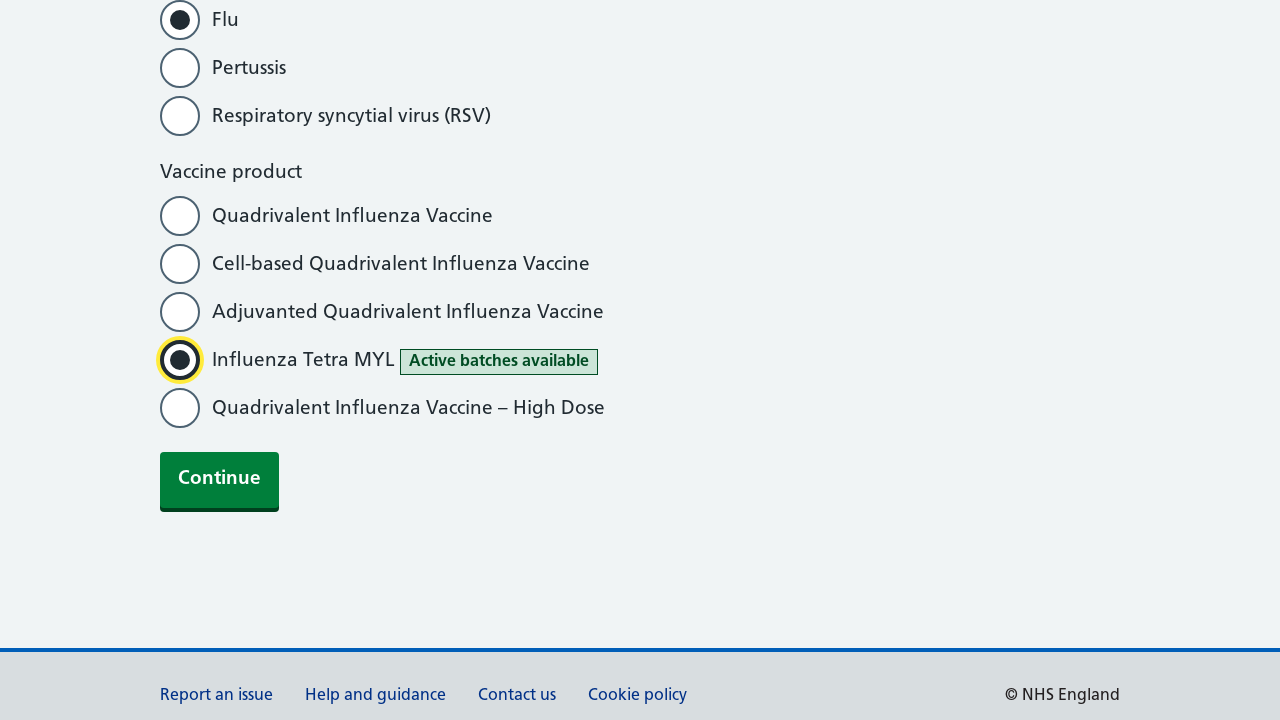 Flu
Pertussis
Respiratory syncytial virus (RSV)
Vaccine product
Quadrivalent Influenza Vaccine
Cell-based Quadrivalent Influenza Vaccine
Adjuvanted Quadrivalent Influenza Vaccine
Influenza Tetra MYL Active batches available
Quadrivalent Influenza Vaccine – High Dose
Continue
Report an issue Help and guidance Contact us Cookie policy © NHS England